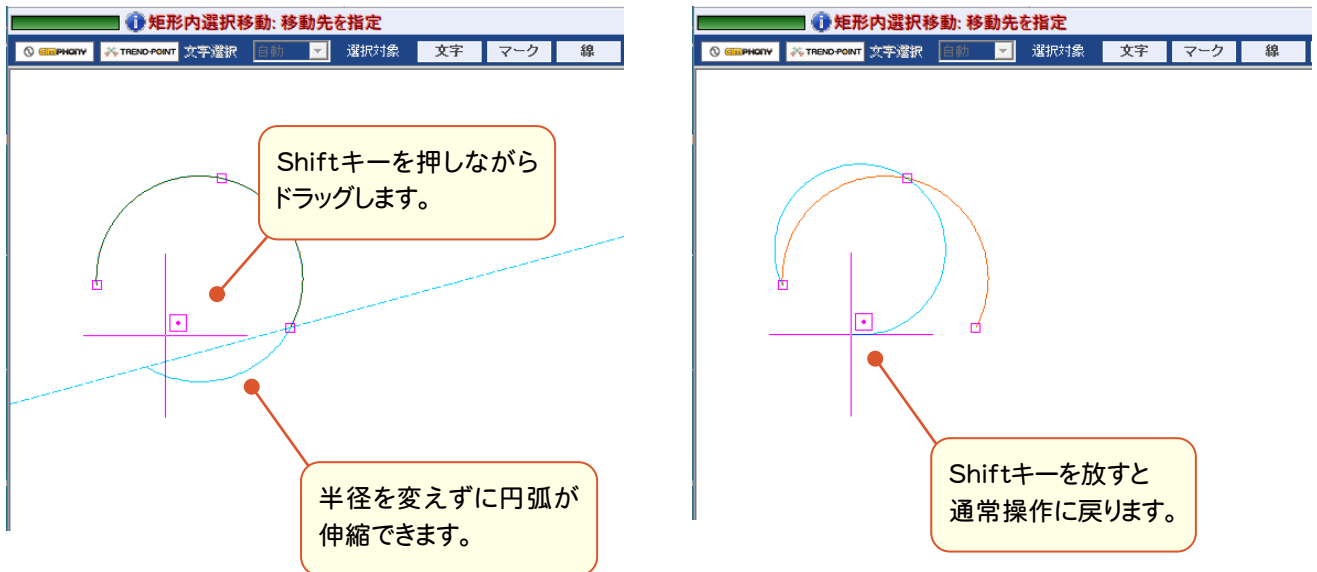 矩形内選択移動: 移動先を指定
aimPHONY TREND-POINT 文字選択 自動 選択対象 文字 マーク 線
Shiftキーを押しながら
ドラッグします。
半径を変えずに円弧が
伸縮できます。
矩形内選択移動: 移動先を指定
aimPHONY TREND-POINT 文字選択 自動 選択対象 文字 マーク 線
Shiftキーを放すと
通常操作に戻ります。